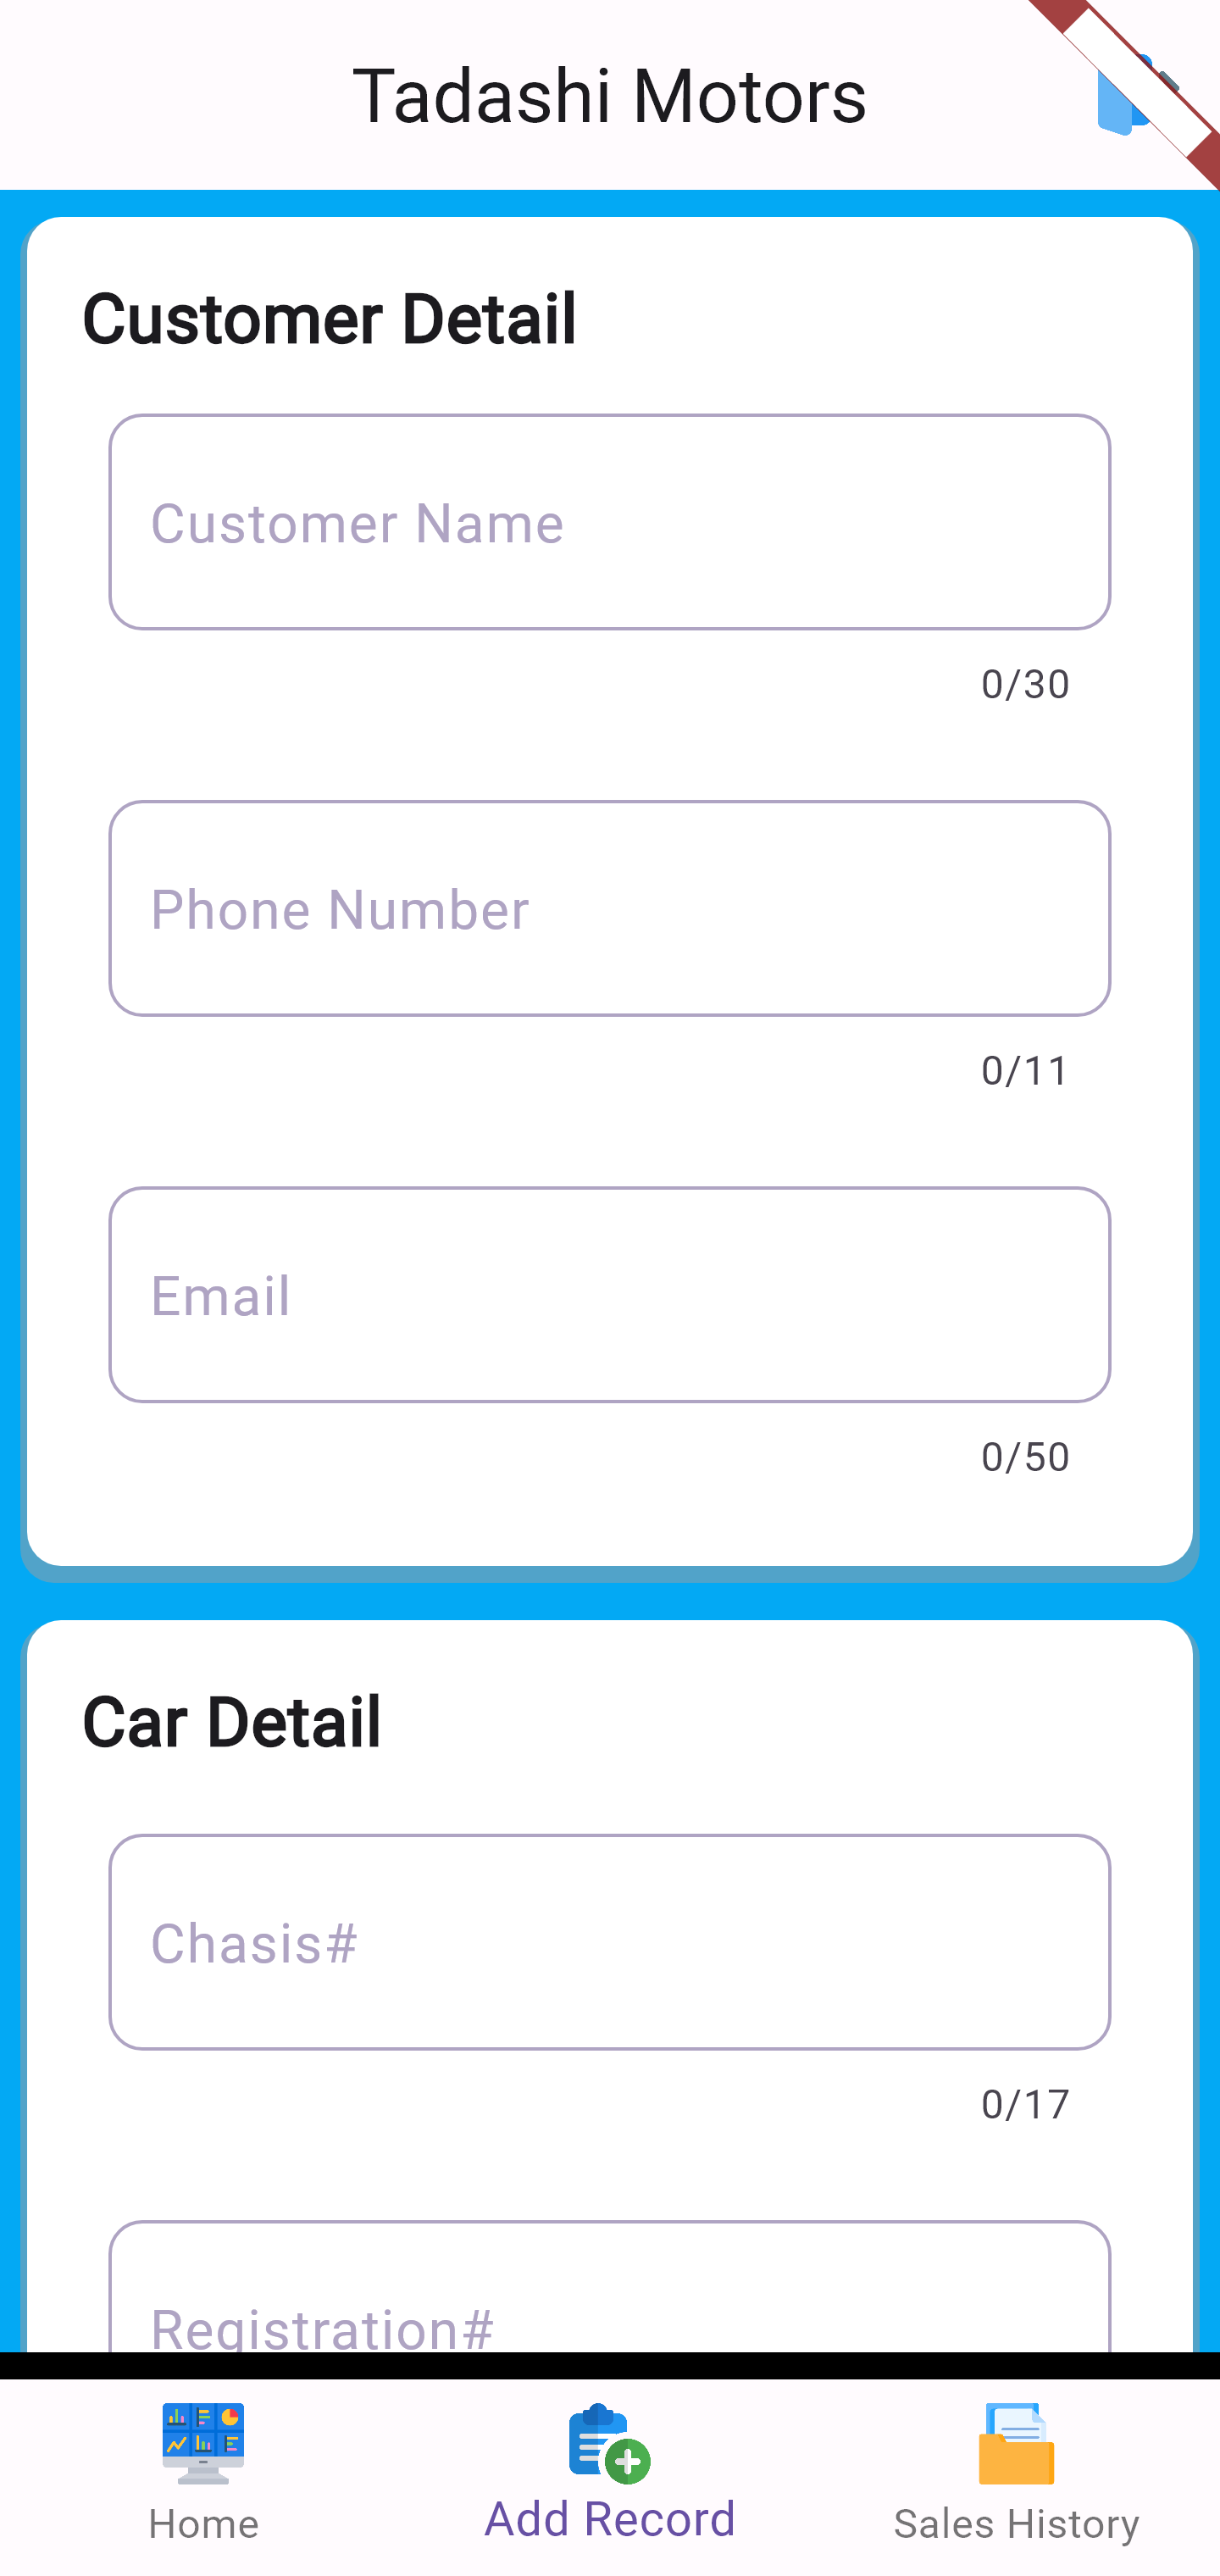 Tadashi Motors
Customer Detail
Customer Name
0/30
Phone Number
0/11
Email
0/50
Car Detail
Chasis#
0/17
Registration#
Home
Add Record
Sales History